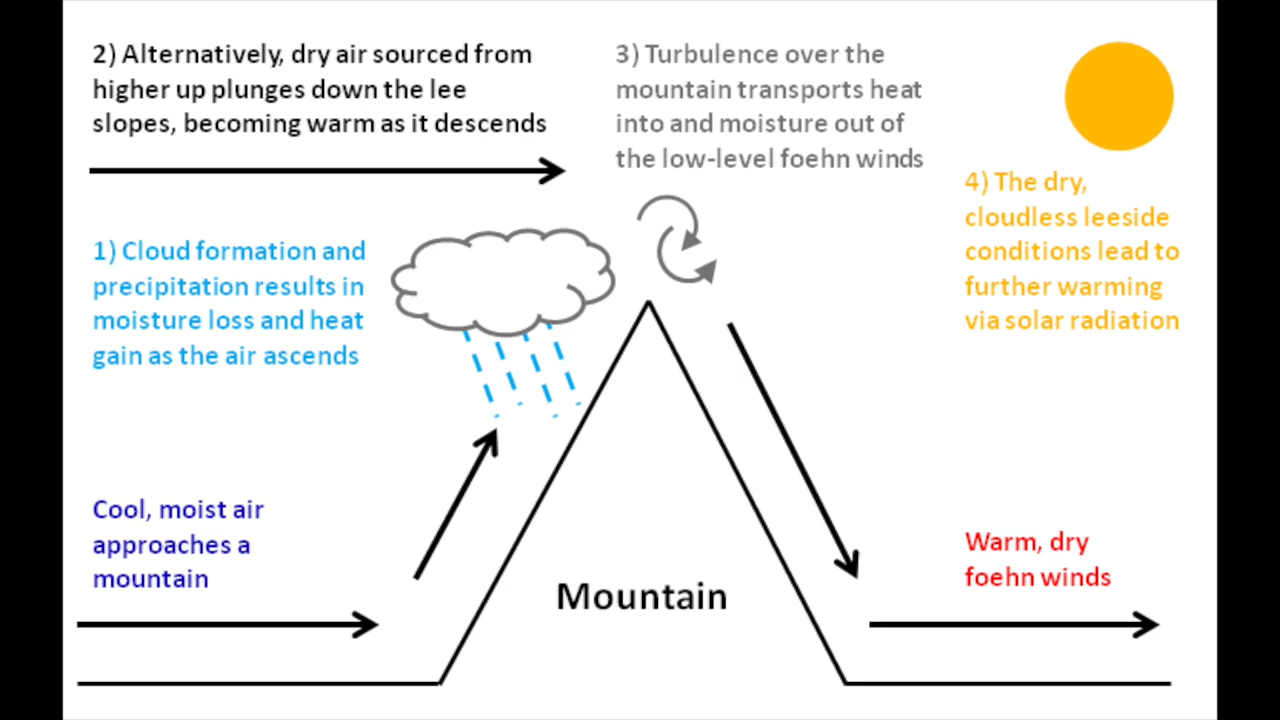 2) Alternatively, dry air sourced from
higher up plunges down the lee
slopes, becoming warm as it descends
3) Turbulence over the
mountain transports heat
into and moisture out of
the low-level foehn winds
4) The dry,
cloudless leeside
conditions lead to
further warming
via solar radiation
1) Cloud formation and
precipitation results in
moisture loss and heat
gain as the air ascends
Cool, moist air
approaches a
mountain
Mountain
Warm, dry
foehn winds